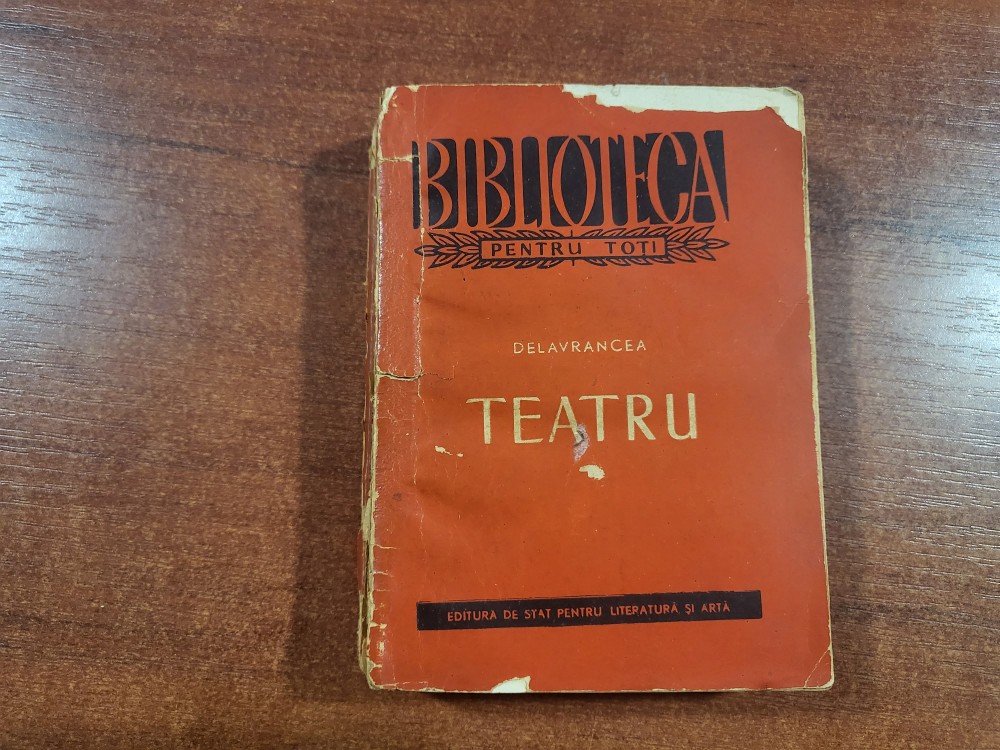 BIBLIOTECA
PENTRU TOTI
DELAVRANCEA
TEATRU
EDITURA DE STAT PENTRU LITERATURĂ ȘI ARTĂ